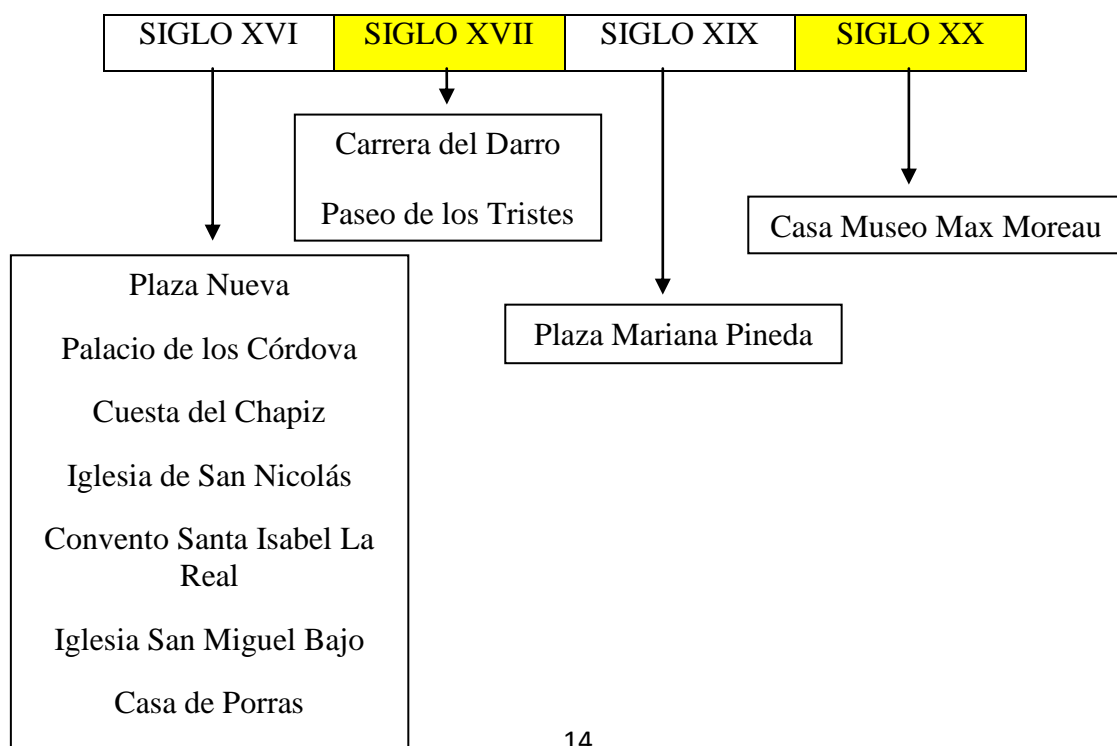 SIGLO XVI
SIGLO XVII
SIGLO XIX
SIGLO XX
Carrera del Darro
Paseo de los Tristes
Casa Museo Max Moreau
Plaza Nueva
Palacio de los Córdova
Cuesta del Chapiz
Iglesia de San Nicolás
Convento Santa Isabel La
Real
Iglesia San Miguel Bajo
Casa de Porras
Plaza Mariana Pineda
14